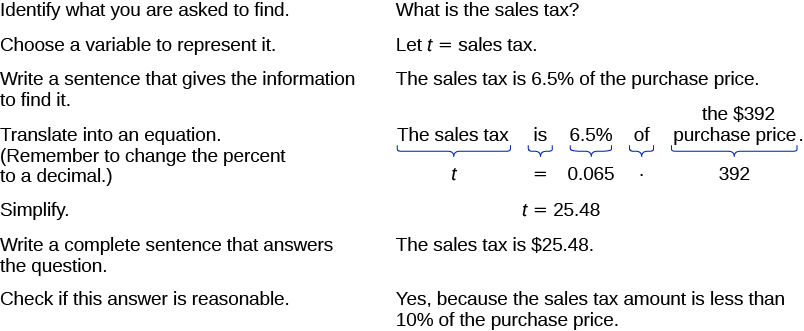 Identify what you are asked to find.
What is the sales tax?
Choose a variable to represent it.
Let t = sales tax.
Write a sentence that gives the information
to find it.
The sales tax is 6.5% of the purchase price.
Translate into an equation.
(Remember to change the percent
to a decimal.)
the $392
The sales tax is 6.5% of purchase price.
t = 0.065 · 392
Simplify.
t = 25.48
Write a complete sentence that answers
the question.
The sales tax is $25.48.
Check if this answer is reasonable.
Yes, because the sales tax amount is less than
10% of the purchase price.